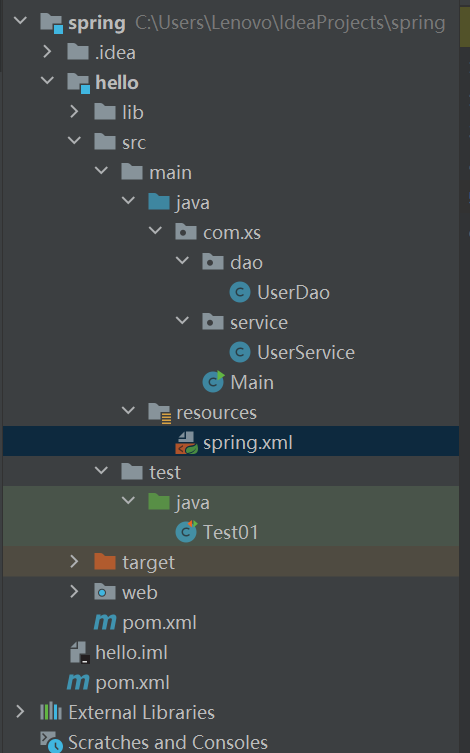 spring C:\Users\Lenovo\IdeaProjects\spring
.idea
hello
lib
src
main
java
com.xs
dao
UserDao
service
UserService
Main
resources
spring.xml
test
java
Test01
target
web
pom.xml
hello.iml
pom.xml
External Libraries
Scratches and Consoles